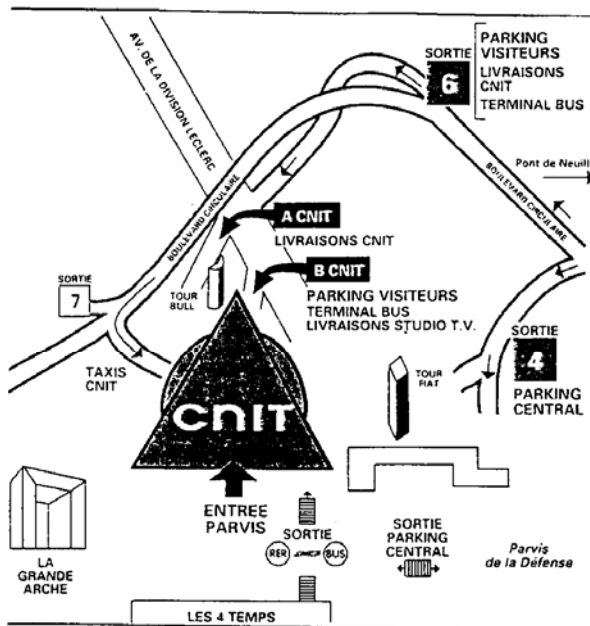 SORTIE
6
PARKING
VISITEURS
LIVRAISONS
CNIT
TERMINAL BUS
AV. DE LA DIVISION LECLERC
BOULEVARD CIRCULAIRE
BOULEVARD CIRCULAIRE
Pont de Neuill
A CNIT
LIVRAISONS CNIT
B CNIT
PARKING VISITEURS
TERMINAL BUS
LIVRAISONS STUDIO T.V.
TOUR
BULL
SORTIE
7
TAXIS
CNIT
SORTIE
4
PARKING
CENTRAL
TOUR
FIAT
CNIT
ENTREE
PARVIS
SORTIE
RER
BUS
SORTIE
PARKING
CENTRAL
Parvis
de la Défense
LA
GRANDE
ARCHE
LES 4 TEMPS